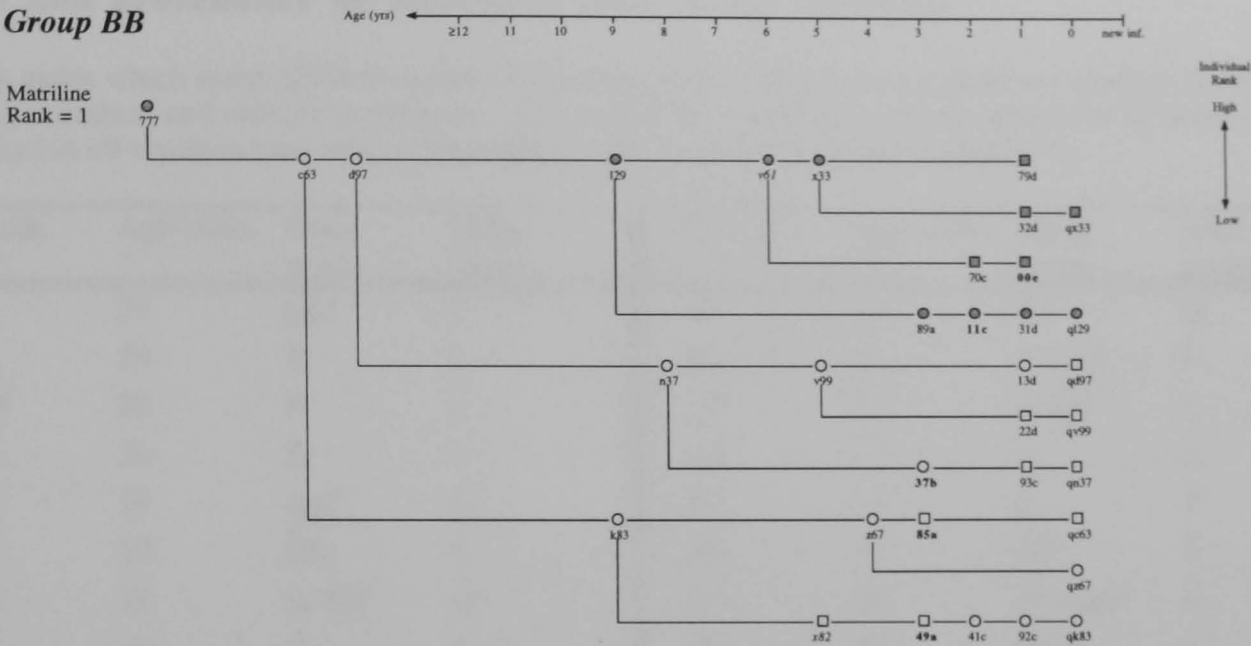 Group BB
Age (yrs) ≥12 11 10 9 8 7 6 5 4 3 2 1 0 new inf.
Individual
Rank
High
Low
Matriline
Rank = 1
777
c63 d97 129 v61 x33 79d
32d qx33
70c 00e
89a 11c 31d q129
n37 v99 13d qd97
22d qv99
37b 93c qn37
k83 z67 85a qc63
qz67
r82 49a 41c 92c qk83